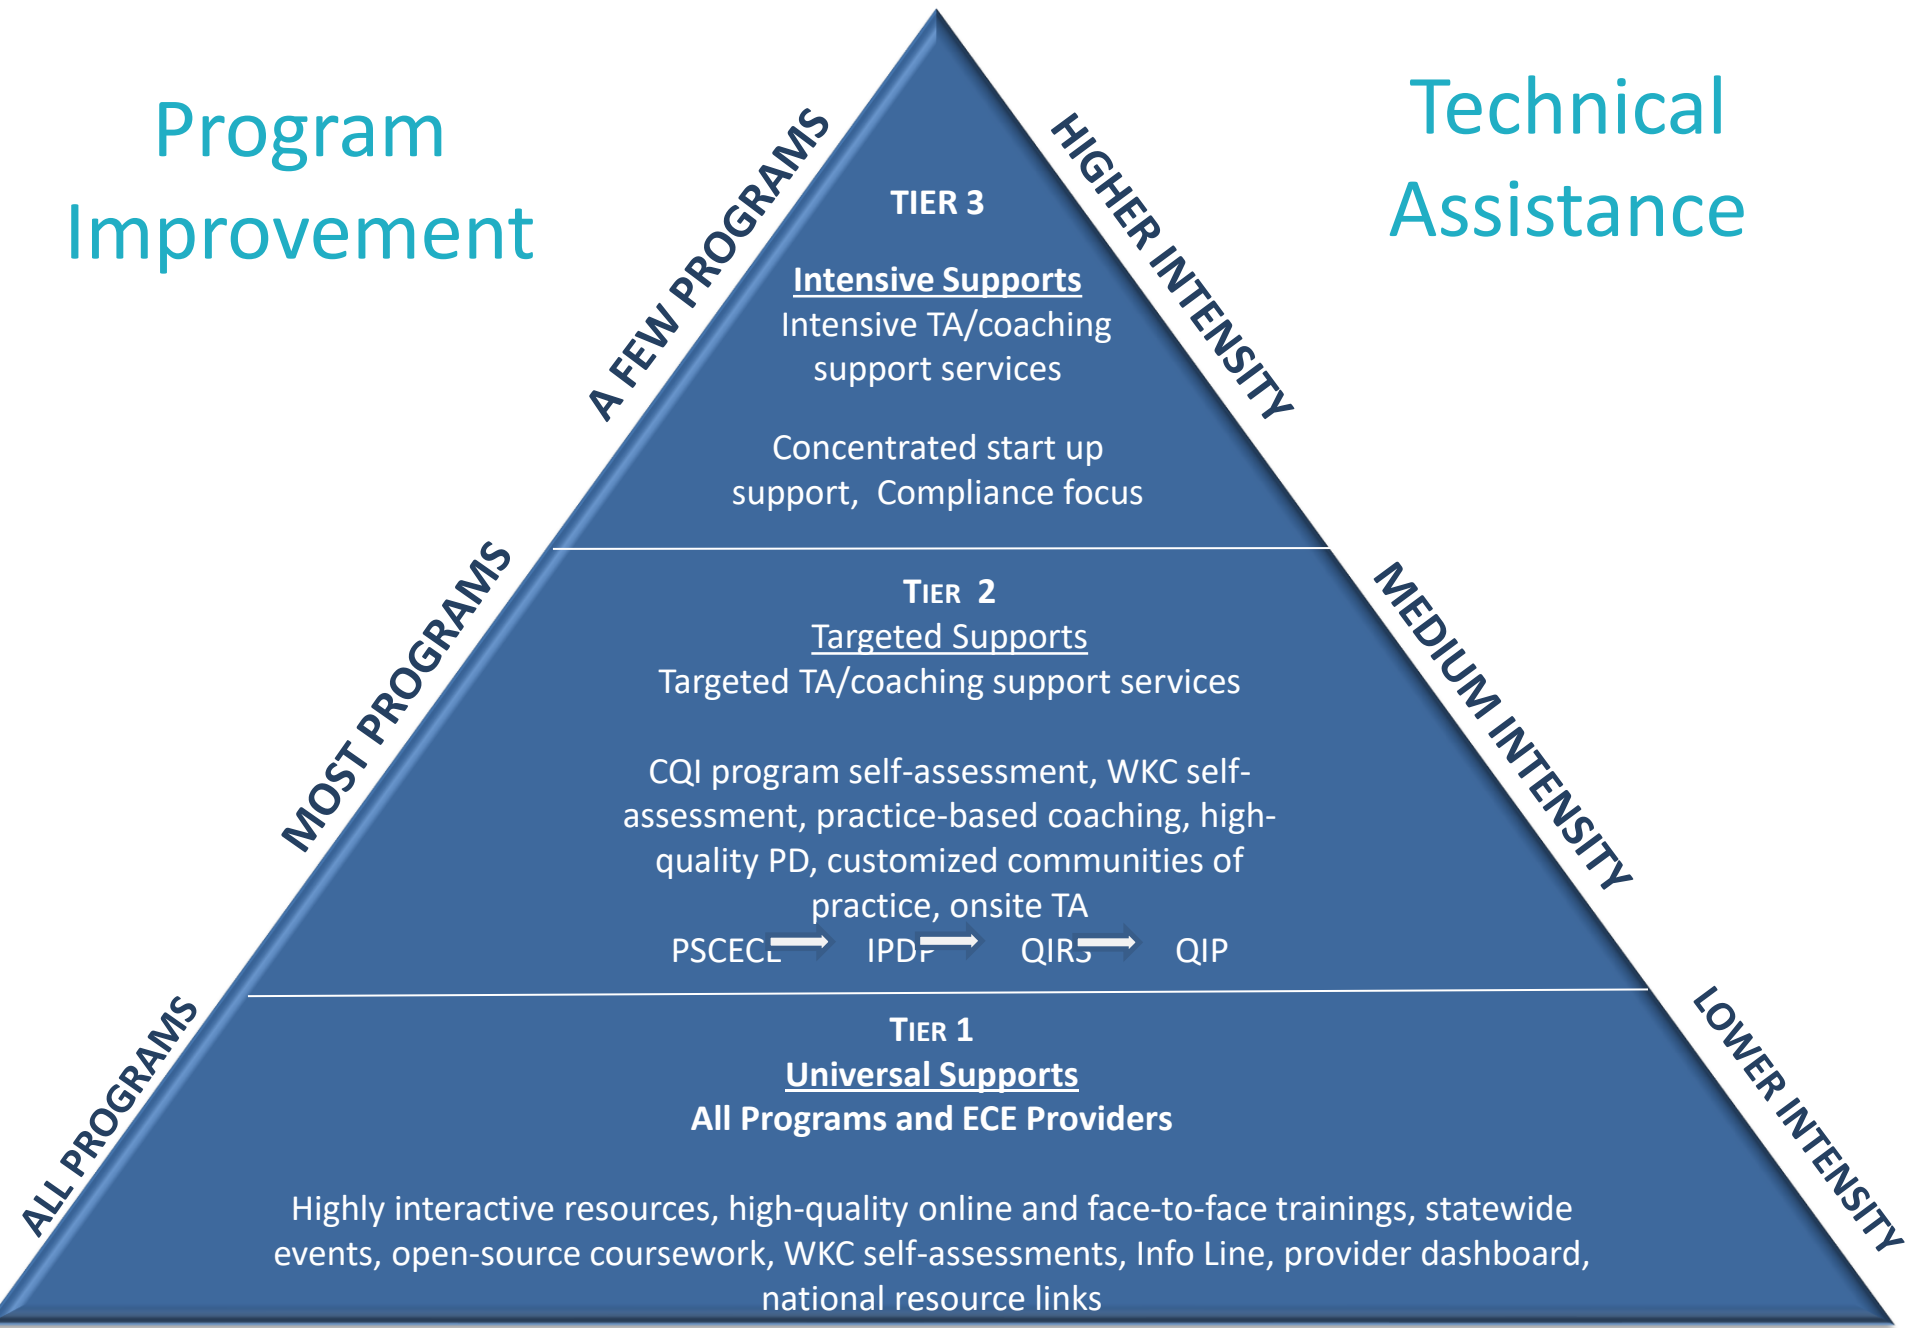 Program
Improvement
Technical
Assistance
A FEW PROGRAMS
HIGHER INTENSITY
TIER 3
Intensive Supports
Intensive TA/coaching
support services
Concentrated start up
support, Compliance focus
MOST PROGRAMS
MEDIUM INTENSITY
TIER 2
Targeted Supports
Targeted TA/coaching support services
CQI program self-assessment, WKC self-
assessment, practice-based coaching, high-
quality PD, customized communities of
practice, onsite TA
PSCECE IPDP QIRS QIP
ALL PROGRAMS
LOWER INTENSITY
TIER 1
Universal Supports
All Programs and ECE Providers
Highly interactive resources, high-quality online and face-to-face trainings, statewide
events, open-source coursework, WKC self-assessments, Info Line, provider dashboard,
national resource links